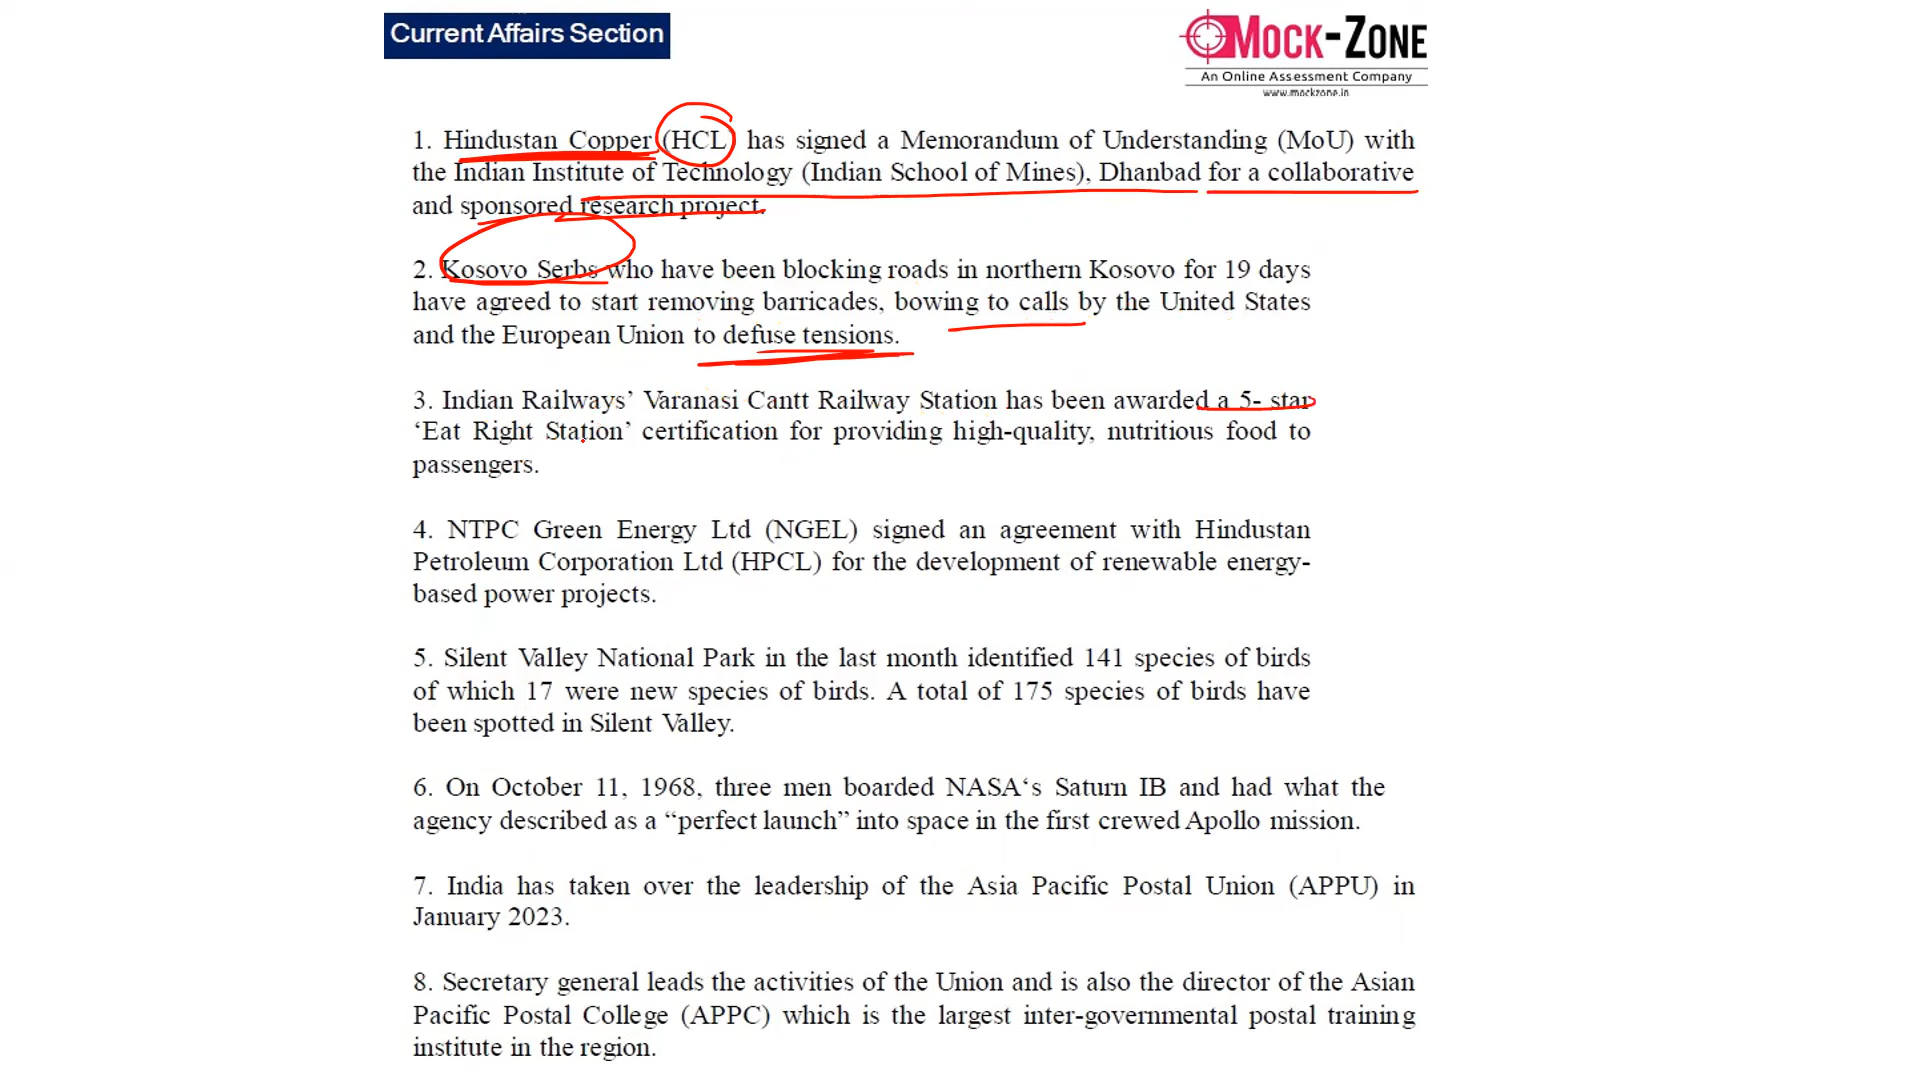 Current Affairs Section
MOCK-ZONE
An Online Assessment Company
www.mockzone.in
1. Hindustan Copper (HCL has signed a Memorandum of Understanding (MoU) with
the Indian Institute of Technology (Indian School of Mines), Dhanbad for a collaborative
and sponsored research project.
2. Kosovo Serbs who have been blocking roads in northern Kosovo for 19 days
have agreed to start removing barricades, bowing to calls by the United States
and the European Union to defuse tensions.
3. Indian Railways’ Varanasi Cantt Railway Station has been awarded a 5- star
‘Eat Right Station’ certification for providing high-quality, nutritious food to
passengers.
4. NTPC Green Energy Ltd (NGEL) signed an agreement with Hindustan
Petroleum Corporation Ltd (HPCL) for the development of renewable energy-
based power projects.
5. Silent Valley National Park in the last month identified 141 species of birds
of which 17 were new species of birds. A total of 175 species of birds have
been spotted in Silent Valley.
6. On October 11, 1968, three men boarded NASA‘s Saturn IB and had what the
agency described as a “perfect launch” into space in the first crewed Apollo mission.
7. India has taken over the leadership of the Asia Pacific Postal Union (APPU) in
January 2023.
8. Secretary general leads the activities of the Union and is also the director of the Asian
Pacific Postal College (APPC) which is the largest inter-governmental postal training
institute in the region.